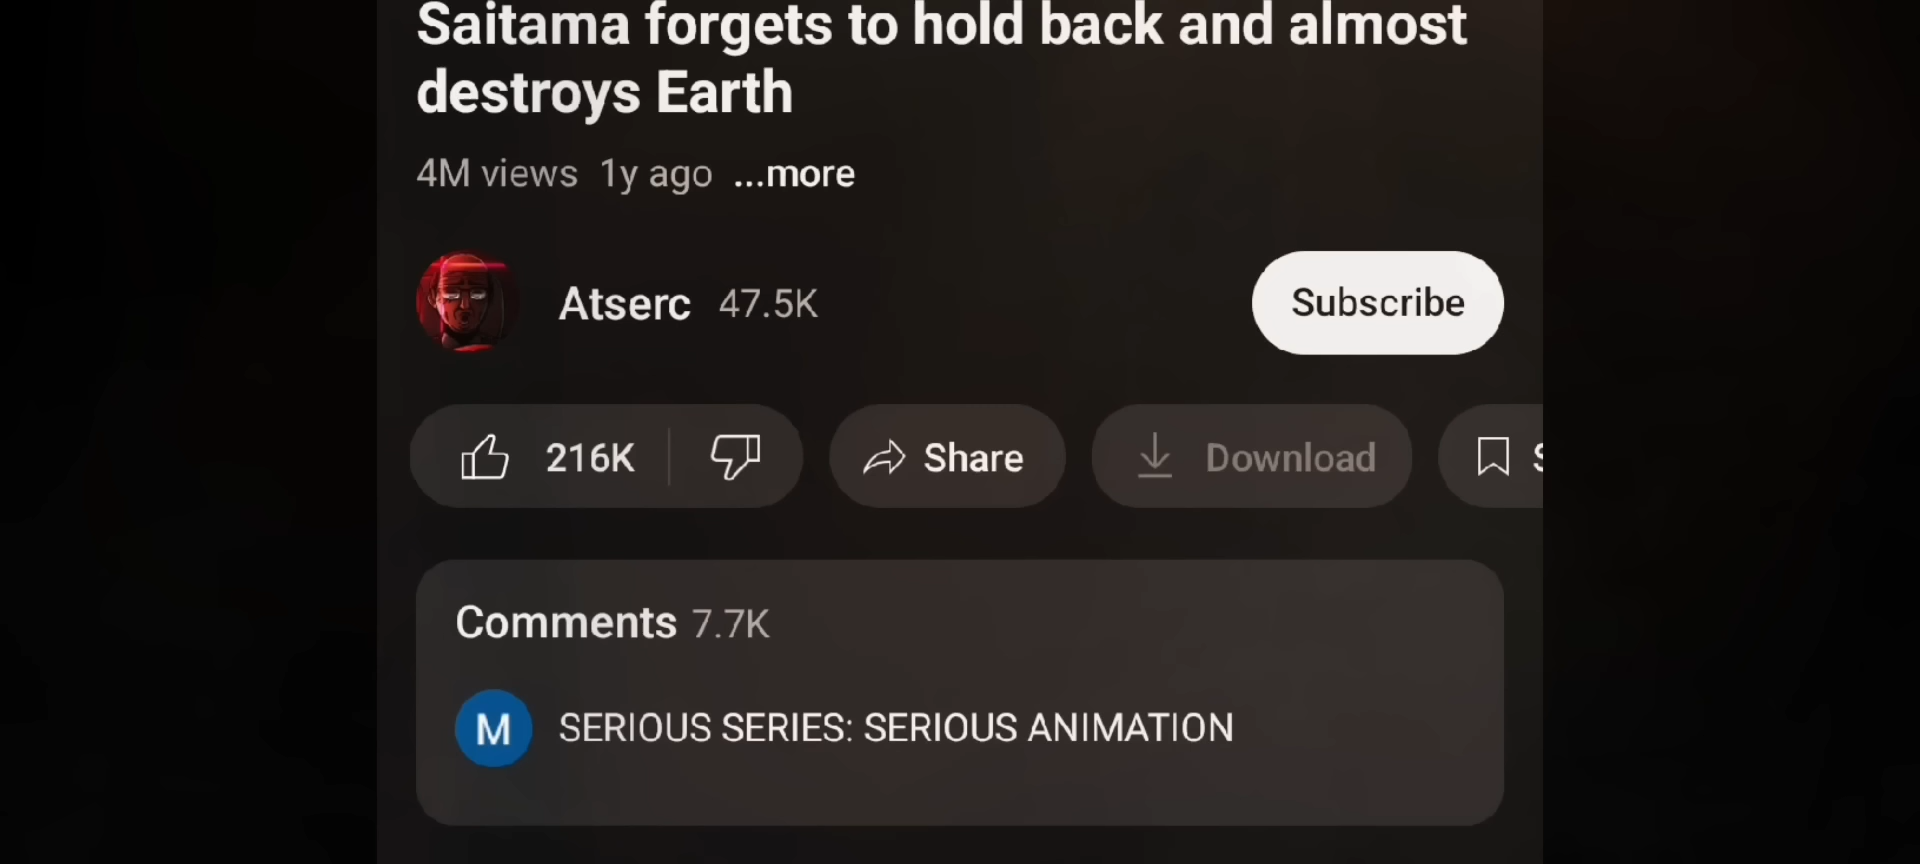 Saitama forgets to hold back and almost
destroys Earth
4M views 1y ago ...more
Atserc 47.5K
Subscribe
216K
Share
Download
Comments 7.7K
M
SERIOUS SERIES: SERIOUS ANIMATION